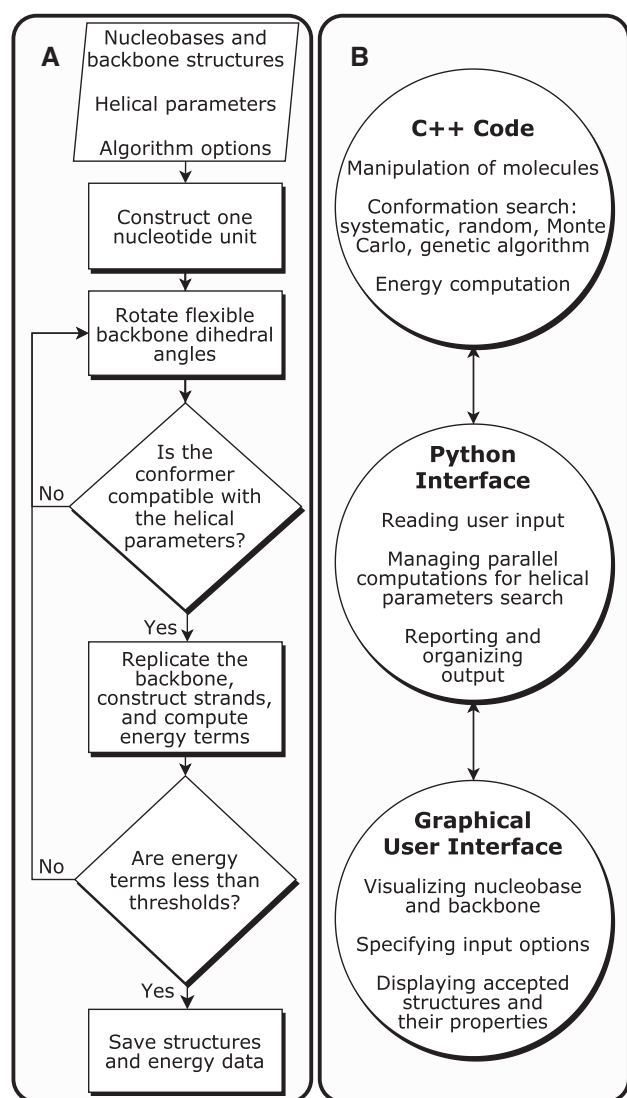 A
Nucleobases and
backbone structures
Helical parameters
Algorithm options
Construct one
nucleotide unit
Rotate flexible
backbone dihedral
angles
Is the
conformer
compatible with
the helical
parameters?
No
Yes
Replicate the
backbone,
construct strands,
and compute
energy terms
Are energy
terms less than
thresholds?
No
Yes
Save structures
and energy data
B
C++ Code
Manipulation of molecules
Conformation search:
systematic, random, Monte
Carlo, genetic algorithm
Energy computation
Python
Interface
Reading user input
Managing parallel
computations for helical
parameters search
Reporting and
organizing
output
Graphical
User Interface
Visualizing nucleobase
and backbone
Specifying input options
Displaying accepted
structures and
their properties